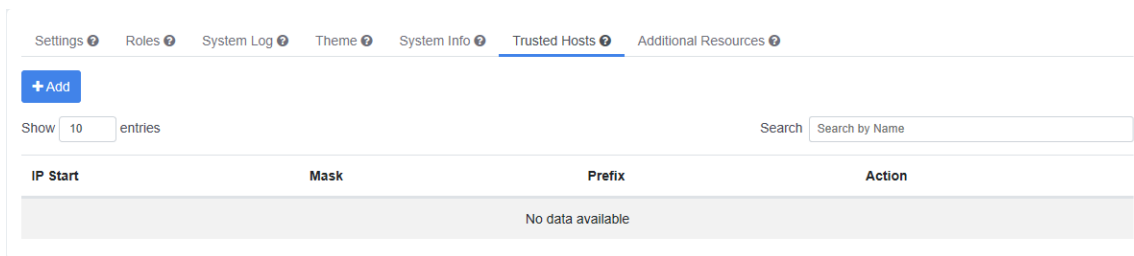 Settings Roles System Log Theme System Info Trusted Hosts Additional Resources
+ Add
Show 10 entries Search Search by Name
IP Start Mask Prefix Action
No data available